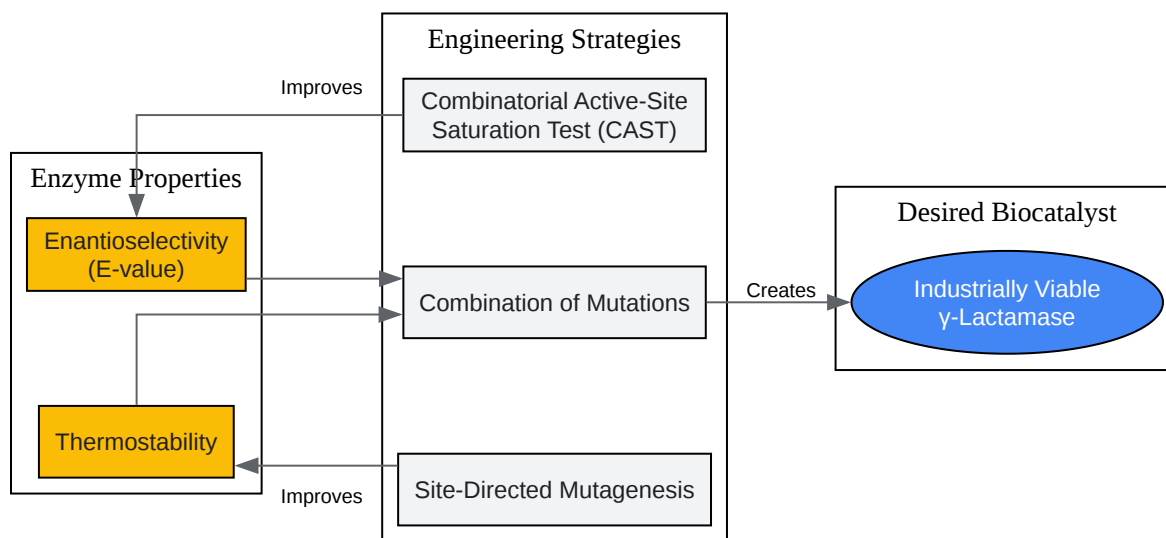 Engineering Strategies
Improves
Combinatorial Active-Site
Saturation Test (CAST)
Enzyme Properties
Enantioselectivity
(E-value)
Combination of Mutations
Creates
Desired Biocatalyst
Industrially Viable
γ-Lactamase
Thermostability
Improves
Site-Directed Mutagenesis